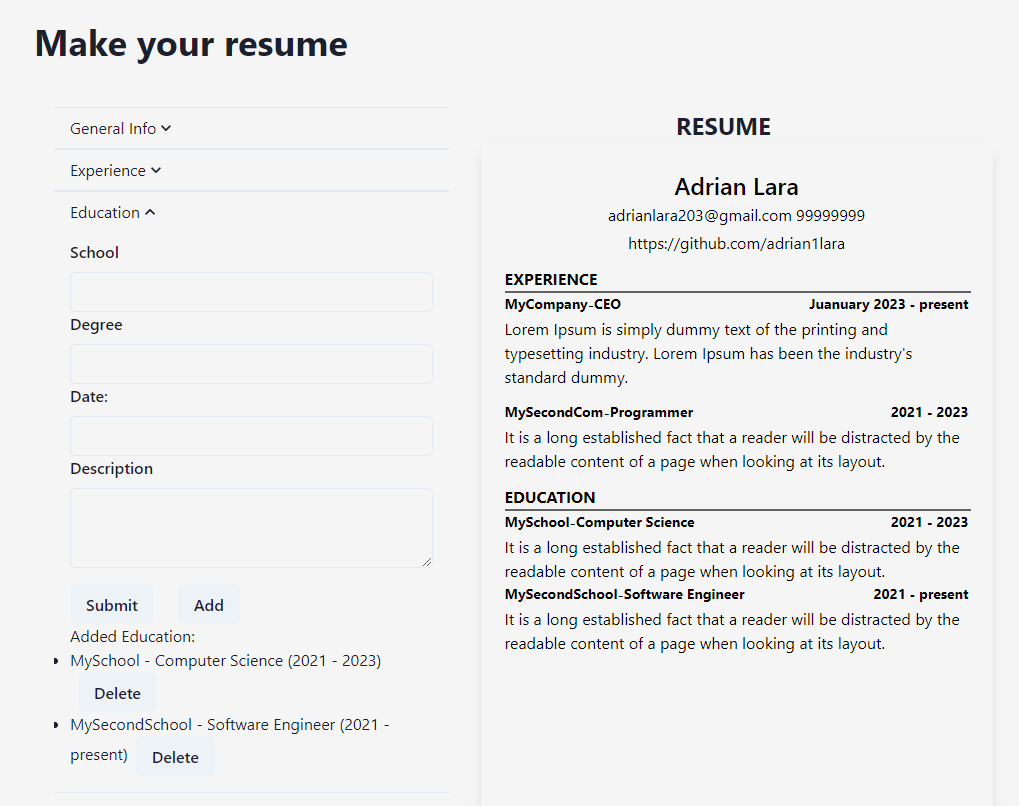 Make your resume
General Info
Experience
Education
School
Degree
Date:
Description
Submit
Add
Added Education:
MySchool - Computer Science (2021 - 2023)
Delete
MySecondSchool - Software Engineer (2021 -
present)
Delete
RESUME
Adrian Lara
adrianlara203@gmail.com 99999999
https://github.com/adrian1lara
EXPERIENCE
MyCompany-CEO
Juanuary 2023 - present
Lorem Ipsum is simply dummy text of the printing and
typesetting industry. Lorem Ipsum has been the industry's
standard dummy.
MySecondCom-Programmer
2021 - 2023
It is a long established fact that a reader will be distracted by the
readable content of a page when looking at its layout.
EDUCATION
MySchool-Computer Science
2021 - 2023
It is a long established fact that a reader will be distracted by the
readable content of a page when looking at its layout.
MySecondSchool-Software Engineer
2021 - present
It is a long established fact that a reader will be distracted by the
readable content of a page when looking at its layout.